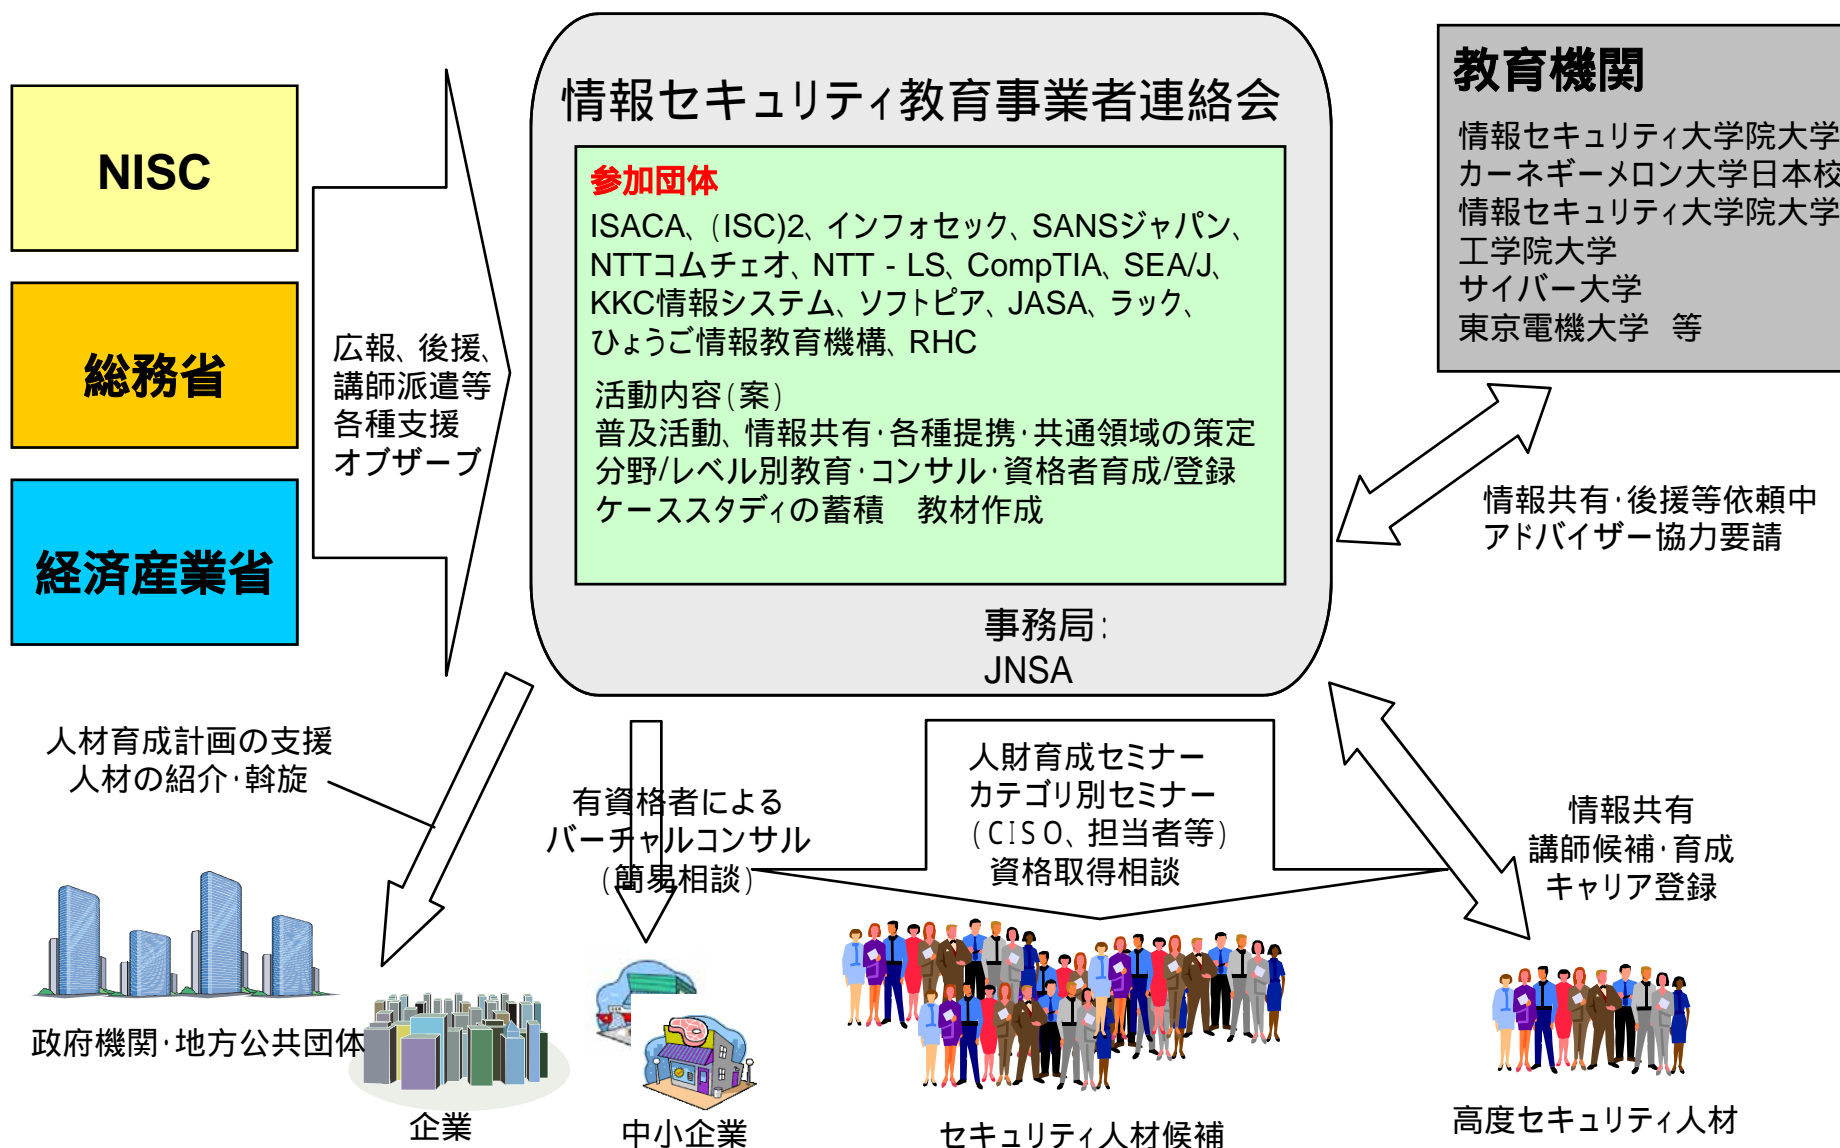 NISC
総務省
経済産業省
広報、後援、
講師派遣等
各種支援
オブザーブ
情報セキュリティ教育事業者連絡会
参加団体
ISACA、(ISC)2、インフォセック、SANSジャパン、
NTTコムチェオ、NTT - LS、CompTIA、SEA/J、
KKC情報システム、ソフトピア、JASA、ラック、
ひょうご情報教育機構、RHC
活動内容(案)
普及活動、情報共有・各種提携・共通領域の策定
分野/レベル別教育・コンサル・資格者育成/登録
ケーススタディの蓄積　教材作成
事務局:
JNSA
教育機関
情報セキュリティ大学院大学
カーネギーメロン大学日本校
情報セキュリティ大学院大学
工学院大学
サイバー大学
東京電機大学 等
情報共有・後援等依頼中
アドバイザー協力要請
人材育成計画の支援
人材の紹介・斡旋
有資格者による
バーチャルコンサル
(簡易相談)
人財育成セミナー
カテゴリ別セミナー
(CISO、担当者等)
資格取得相談
情報共有
講師候補・育成
キャリア登録
政府機関・地方公共団体
企業
中小企業
セキュリティ人材候補
高度セキュリティ人材